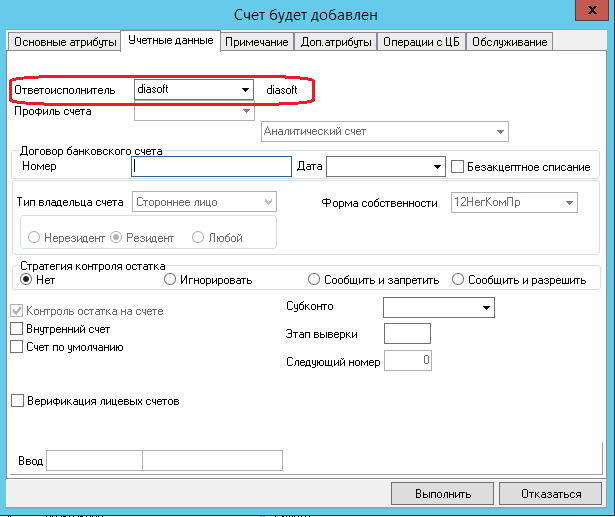 Счет будет добавлен
x
Основные атрибуты Учетные данные Примечание Доп.атрибуты Операции с ЦБ Обслуживание
Ответоисполнитель diasoft diasoft
Профиль счета
Аналитический счет
Договор банковского счета
Номер Дата Безакцептное списание
Тип владельца счета Стороннее лицо Форма собственности 12НегКомПр
Нерезидент Резидент Любой
Стратегия контроля остатка
Нет Игнорировать Сообщить и запретить Сообщить и разрешить
Контроль остатка на счете Субконто
Внутренний счет Этап выверки
Счет по умолчанию Следующий номер 0
Верификация лицевых счетов
Ввод
Выполнить Отказаться